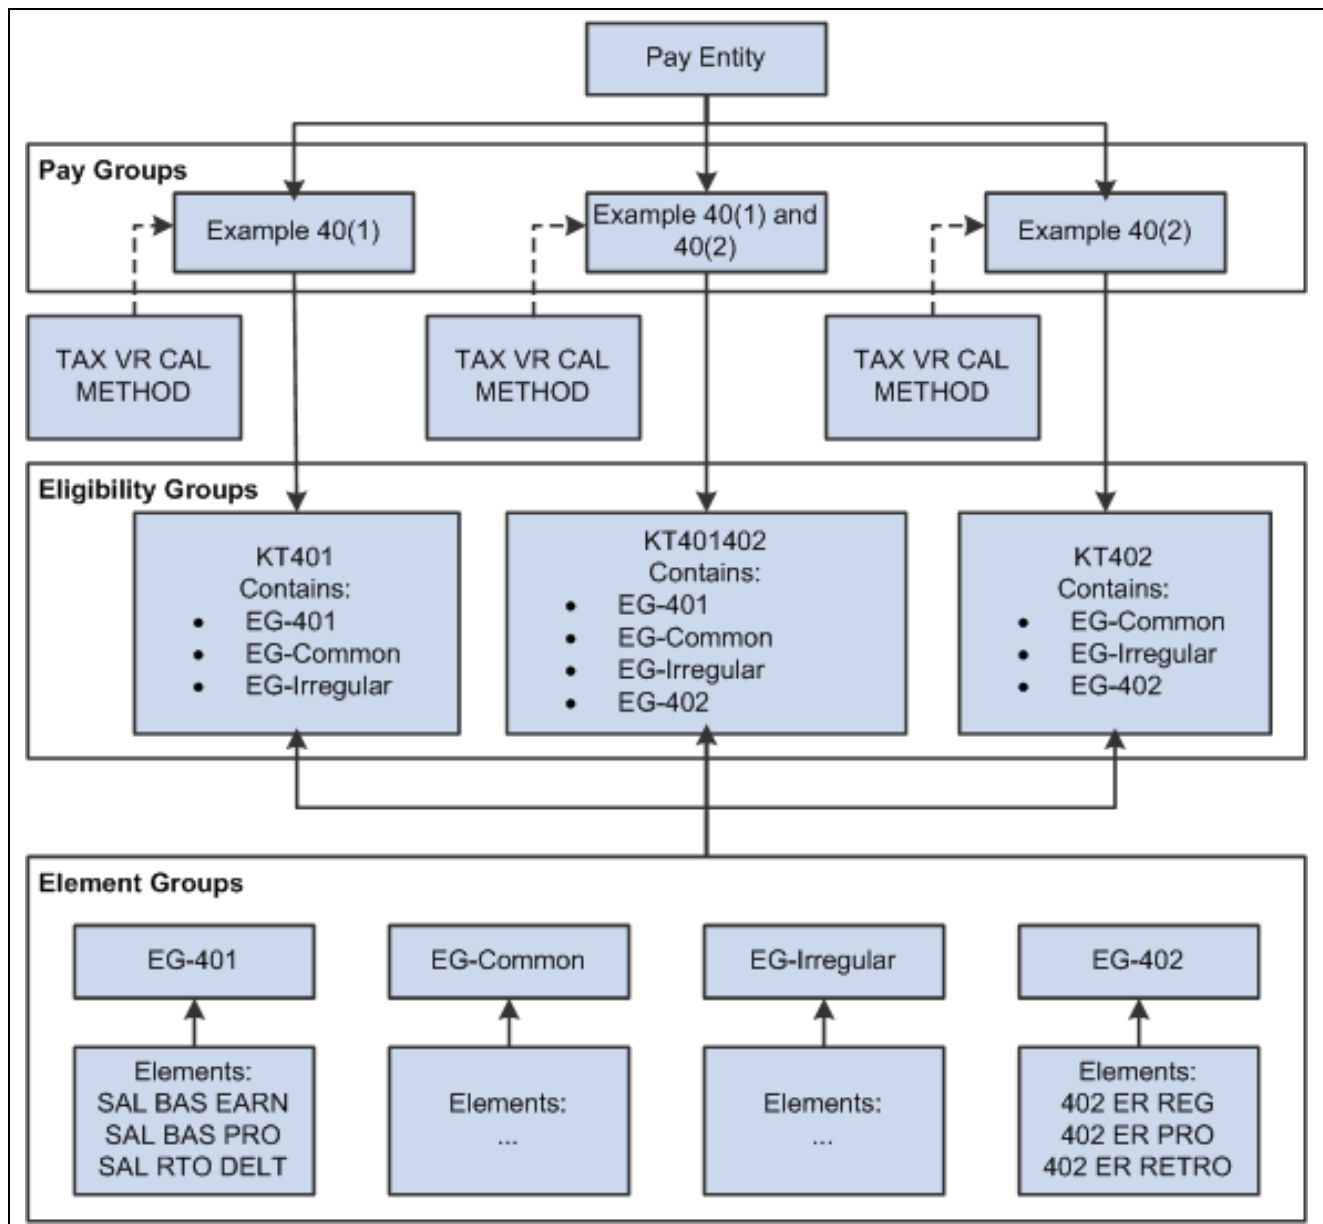 Pay Entity
Pay Groups
Example 40(1)
Example 40(1) and
40(2)
Example 40(2)
TAX VR CAL
METHOD
TAX VR CAL
METHOD
TAX VR CAL
METHOD
Eligibility Groups
KT401
Contains:
• EG-401
• EG-Common
• EG-Irregular
KT401402
Contains:
• EG-401
• EG-Common
• EG-Irregular
• EG-402
KT402
Contains:
• EG-Common
• EG-Irregular
• EG-402
Element Groups
EG-401
EG-Common
EG-Irregular
EG-402
Elements:
SAL BAS EARN
SAL BAS PRO
SAL RTO DELT
Elements:
...
Elements:
...
Elements:
402 ER REG
402 ER PRO
402 ER RETRO